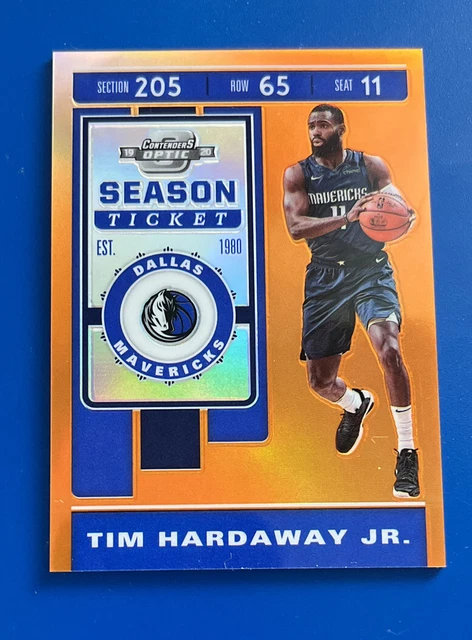 SECTION 205 ROW 65 SEAT 11
CONTENDERS
19 OPTIC 20
SEASON
TICKET
EST. 1980
DALLAS
MAVERICKS
MAVERICKS
11
TIM HARDAWAY JR.